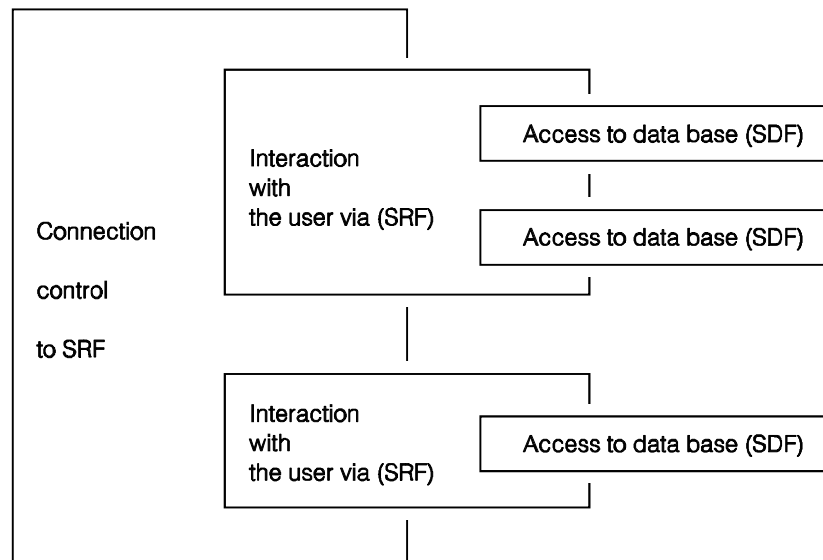 Access to data base (SDF)
Interaction
with
the user via (SRF)
Access to data base (SDF)
Connection
control
to SRF
Interaction
with
the user via (SRF)
Access to data base (SDF)